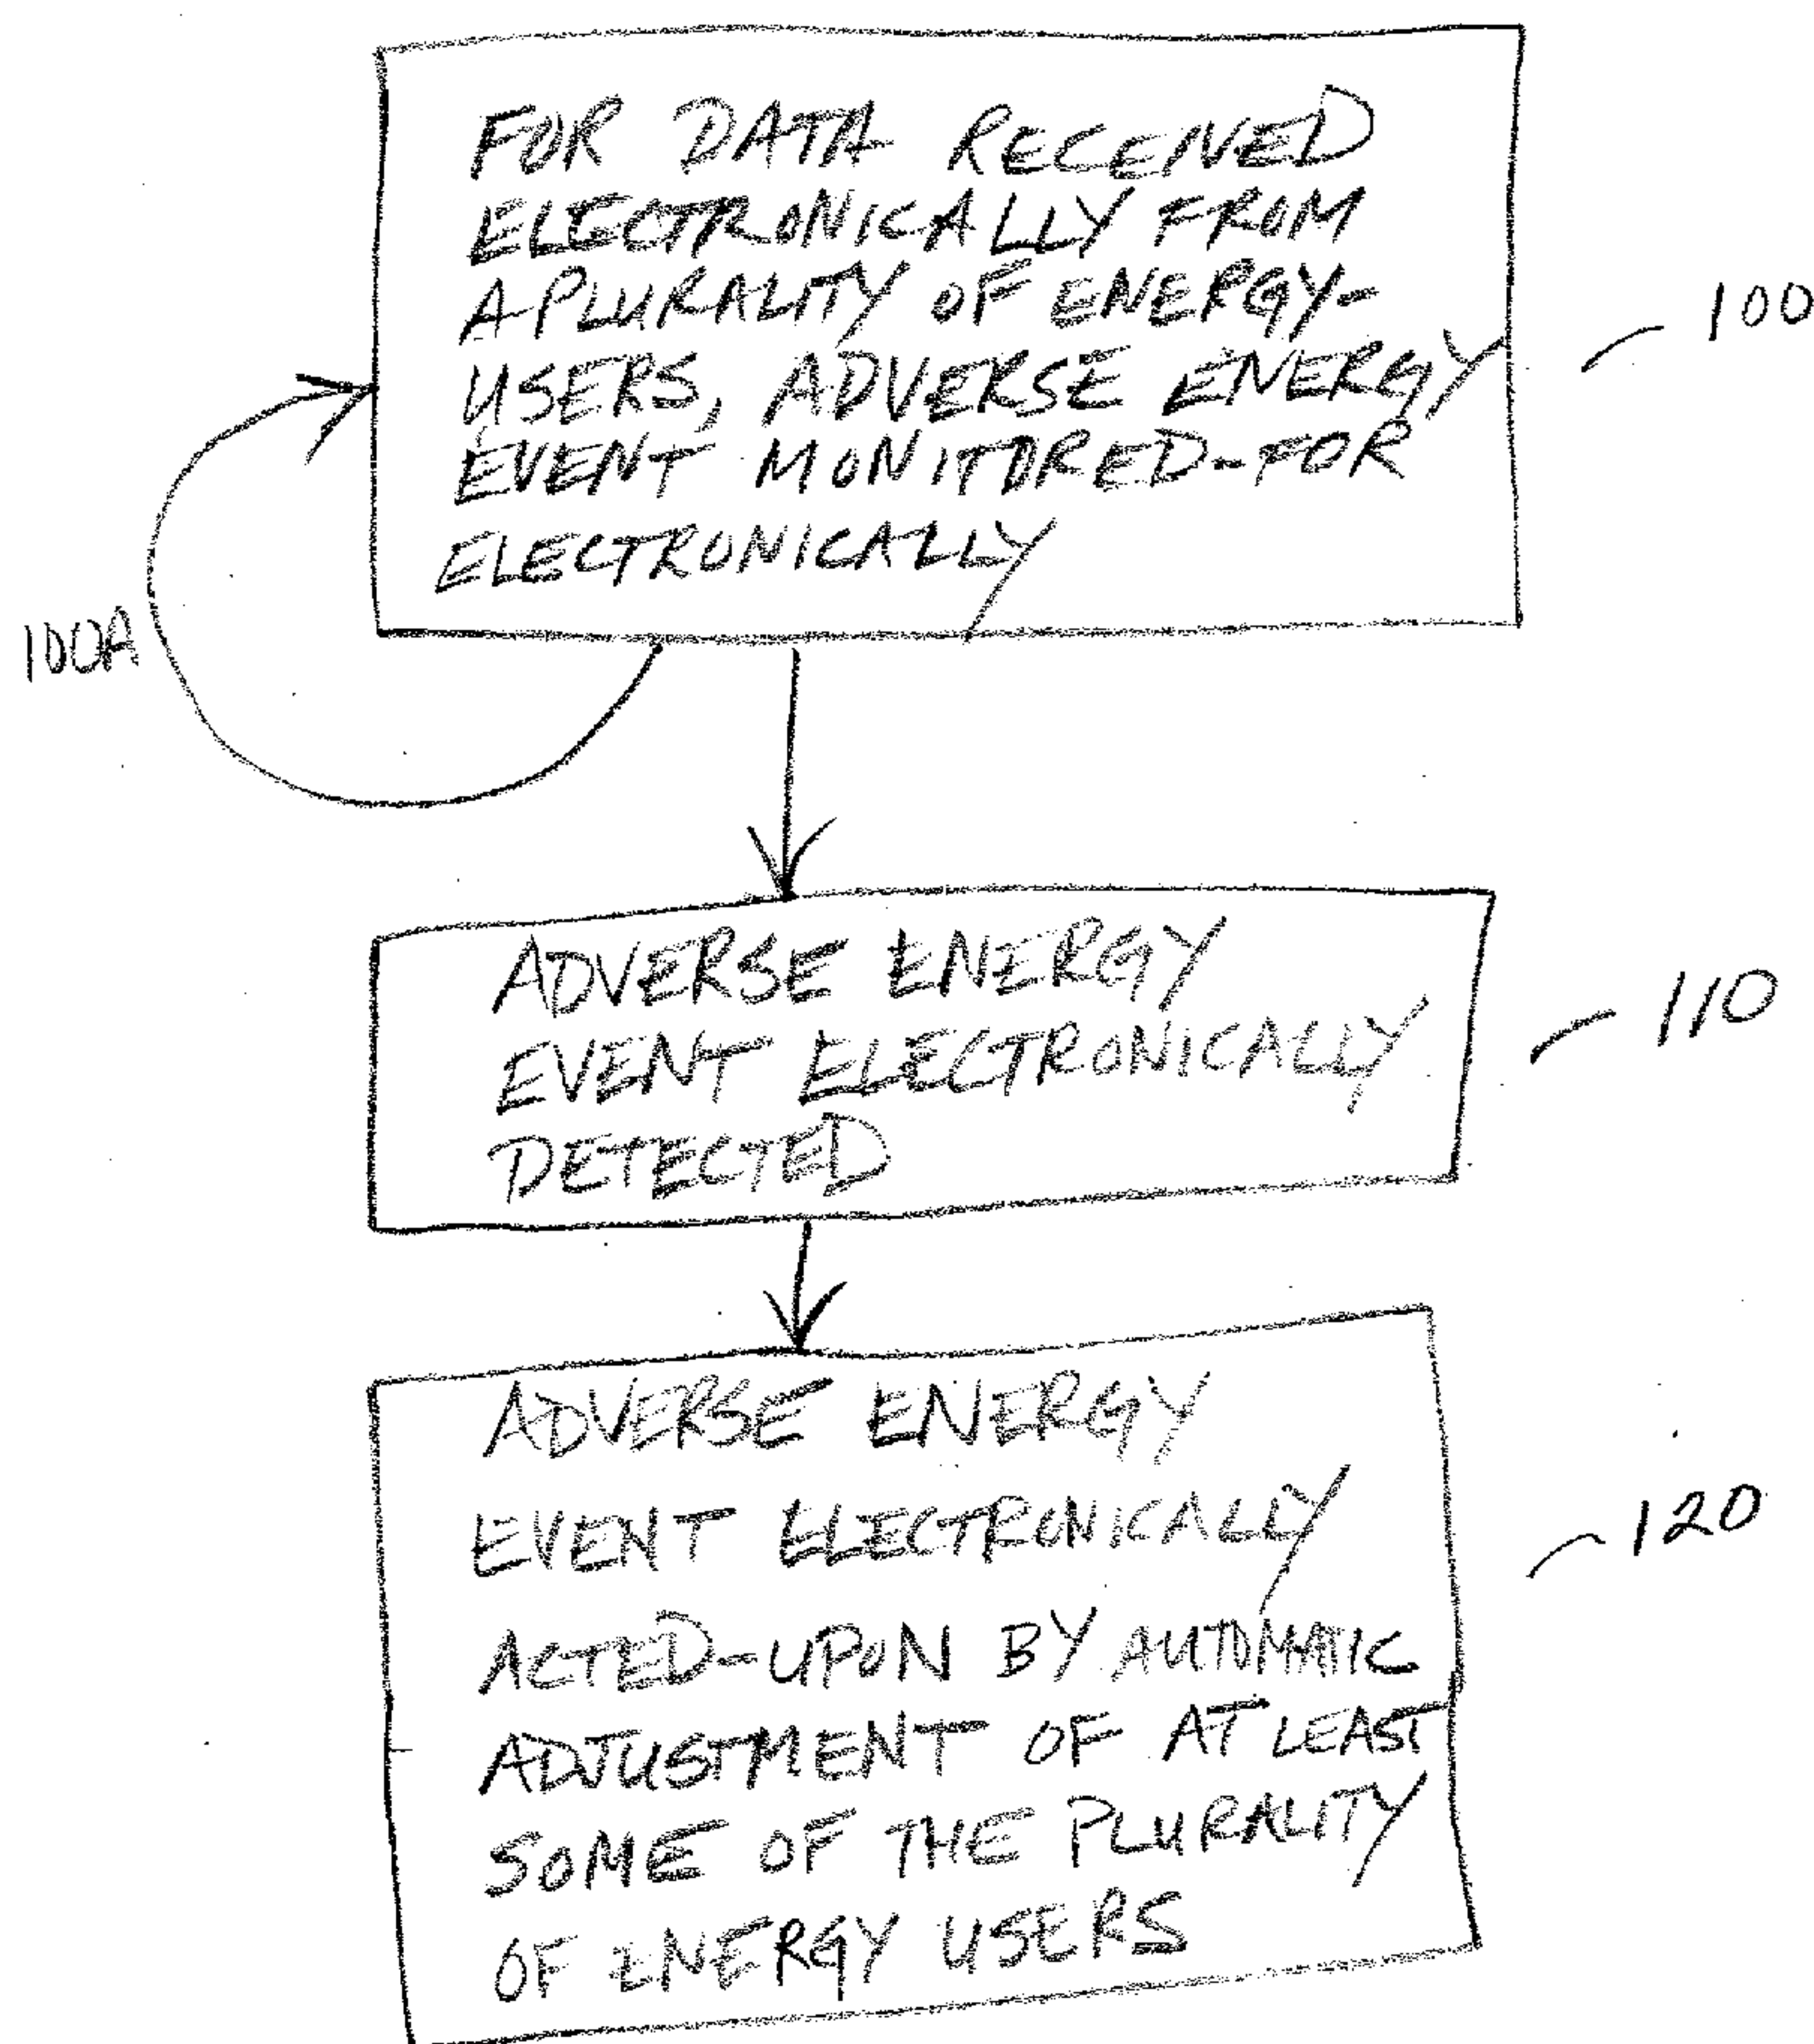 FOR DATA RECEIVED
ELECTRONICALLY FROM
A PLURALITY OF ENERGY-
USERS, ADVERSE ENERGY
EVENT MONITORED-FOR
ELECTRONICALLY
100
100A
ADVERSE ENERGY
EVENT ELECTRONICALLY
DETECTED
110
ADVERSE ENERGY
EVENT ELECTRONICALLY
ACTED-UPON BY AUTOMATIC
ADJUSTMENT OF AT LEAST
SOME OF THE PLURALITY
OF ENERGY USERS
120